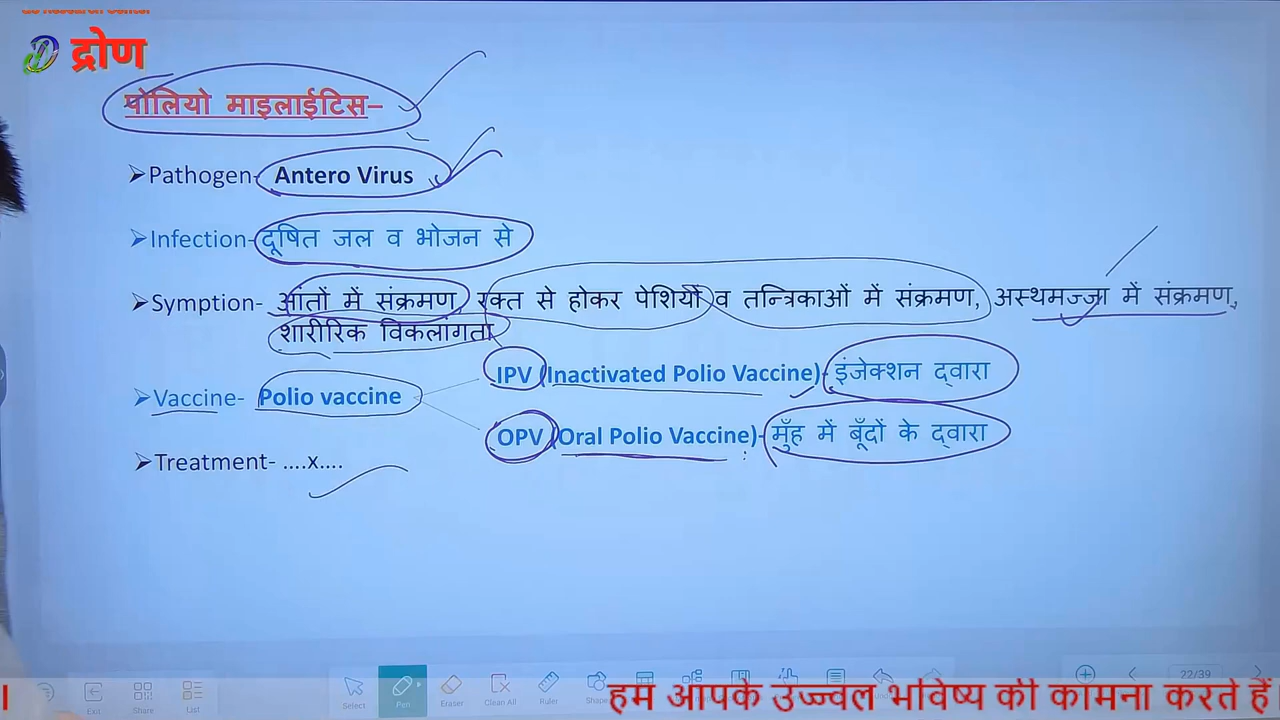 द्रोण
पोलियो माइलाईटिस–
➢Pathogen- Antero Virus
➢Infection- दूषित जल व भोजन से
➢Symption- आंतों में संक्रमण, रक्त से होकर पेशियों व तन्त्रिकाओं में संक्रमण, अस्थमज्जा में संक्रमण,
शारीरिक विकलांगता
IPV (Inactivated Polio Vaccine)- इंजेक्शन द्वारा
➢Vaccine- Polio vaccine
OPV (Oral Polio Vaccine)- मुँह में बूँदों के द्वारा
➢Treatment- ....x....
Exit Share List Select Pen Eraser Clean All Ruler 22/39
हम आपके उज्ज्वल भविष्य की कामना करते हैं